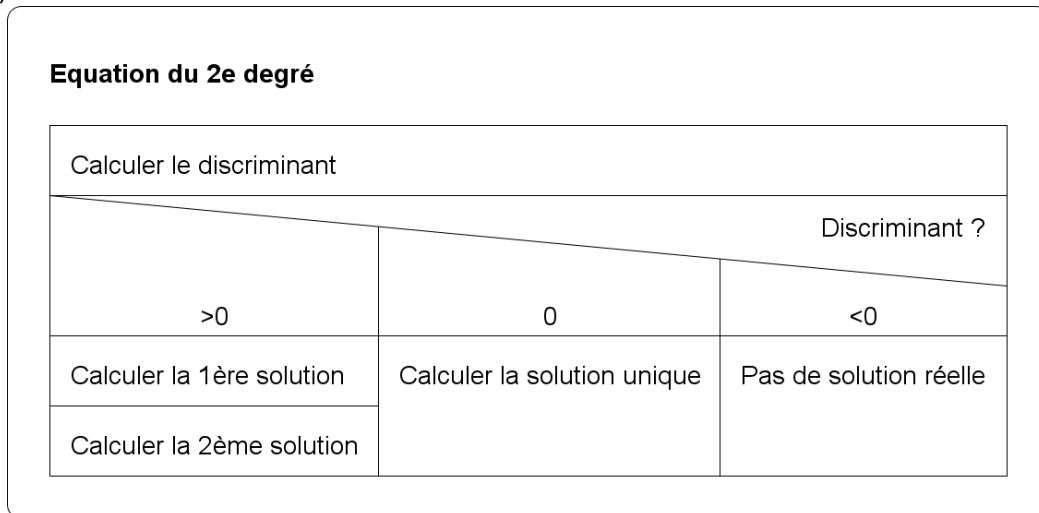 Equation du 2e degré
Calculer le discriminant
Discriminant ?
>0
0
<0
Calculer la 1ère solution
Calculer la solution unique
Pas de solution réelle
Calculer la 2ème solution